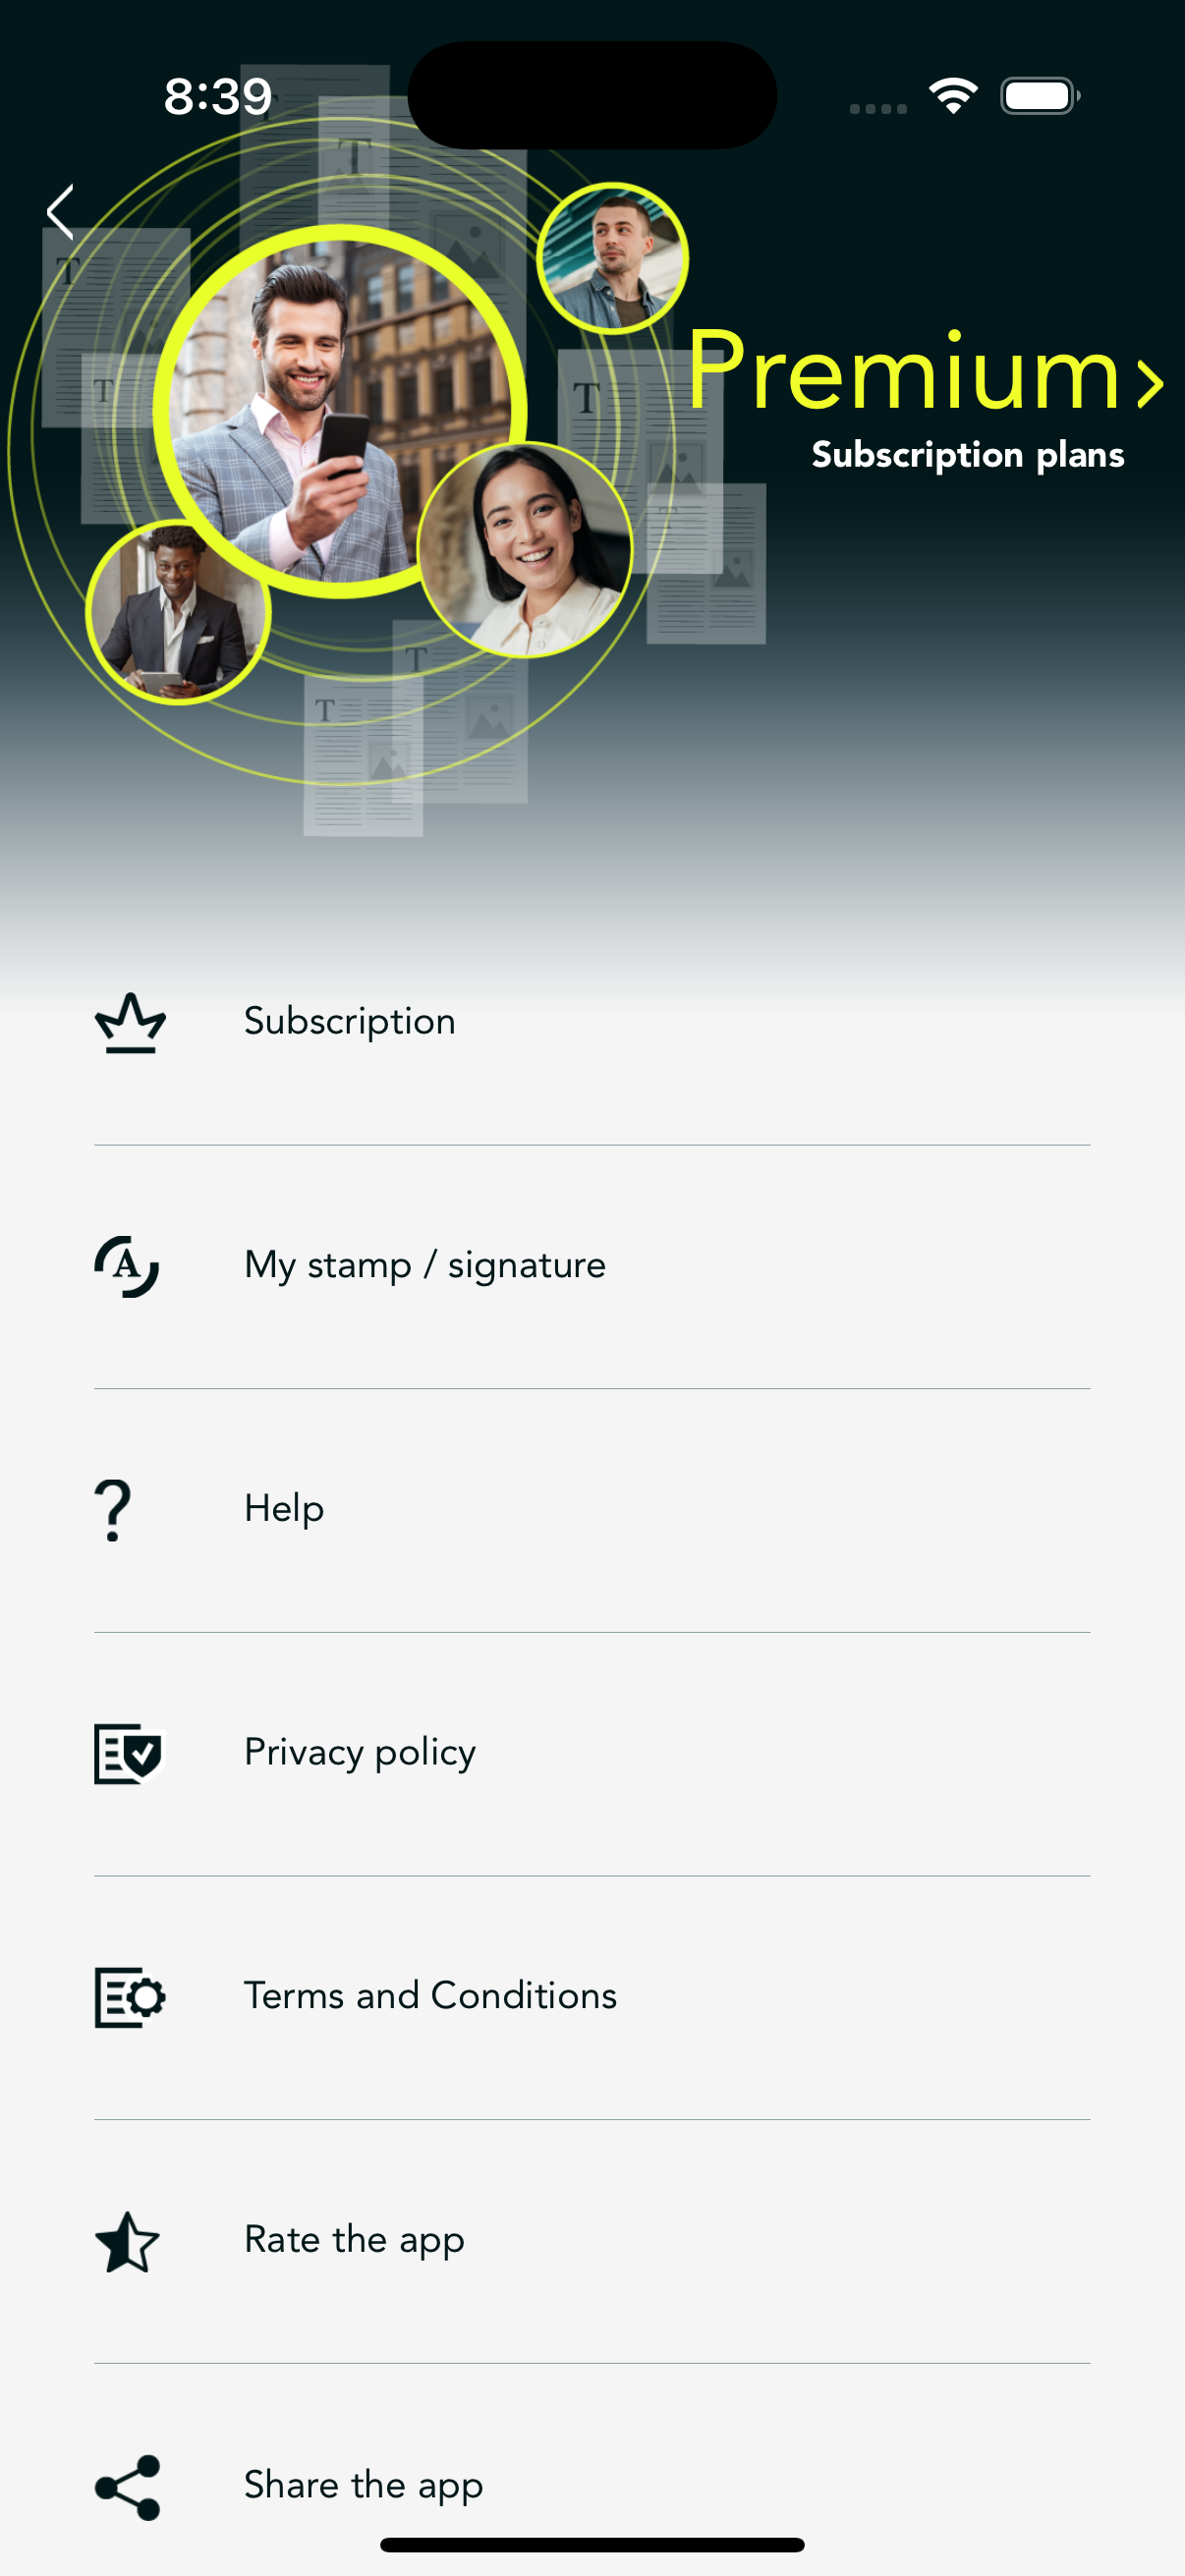 8:39
Premium
Subscription plans
Subscription
My stamp / signature
Help
Privacy policy
Terms and Conditions
Rate the app
Share the app